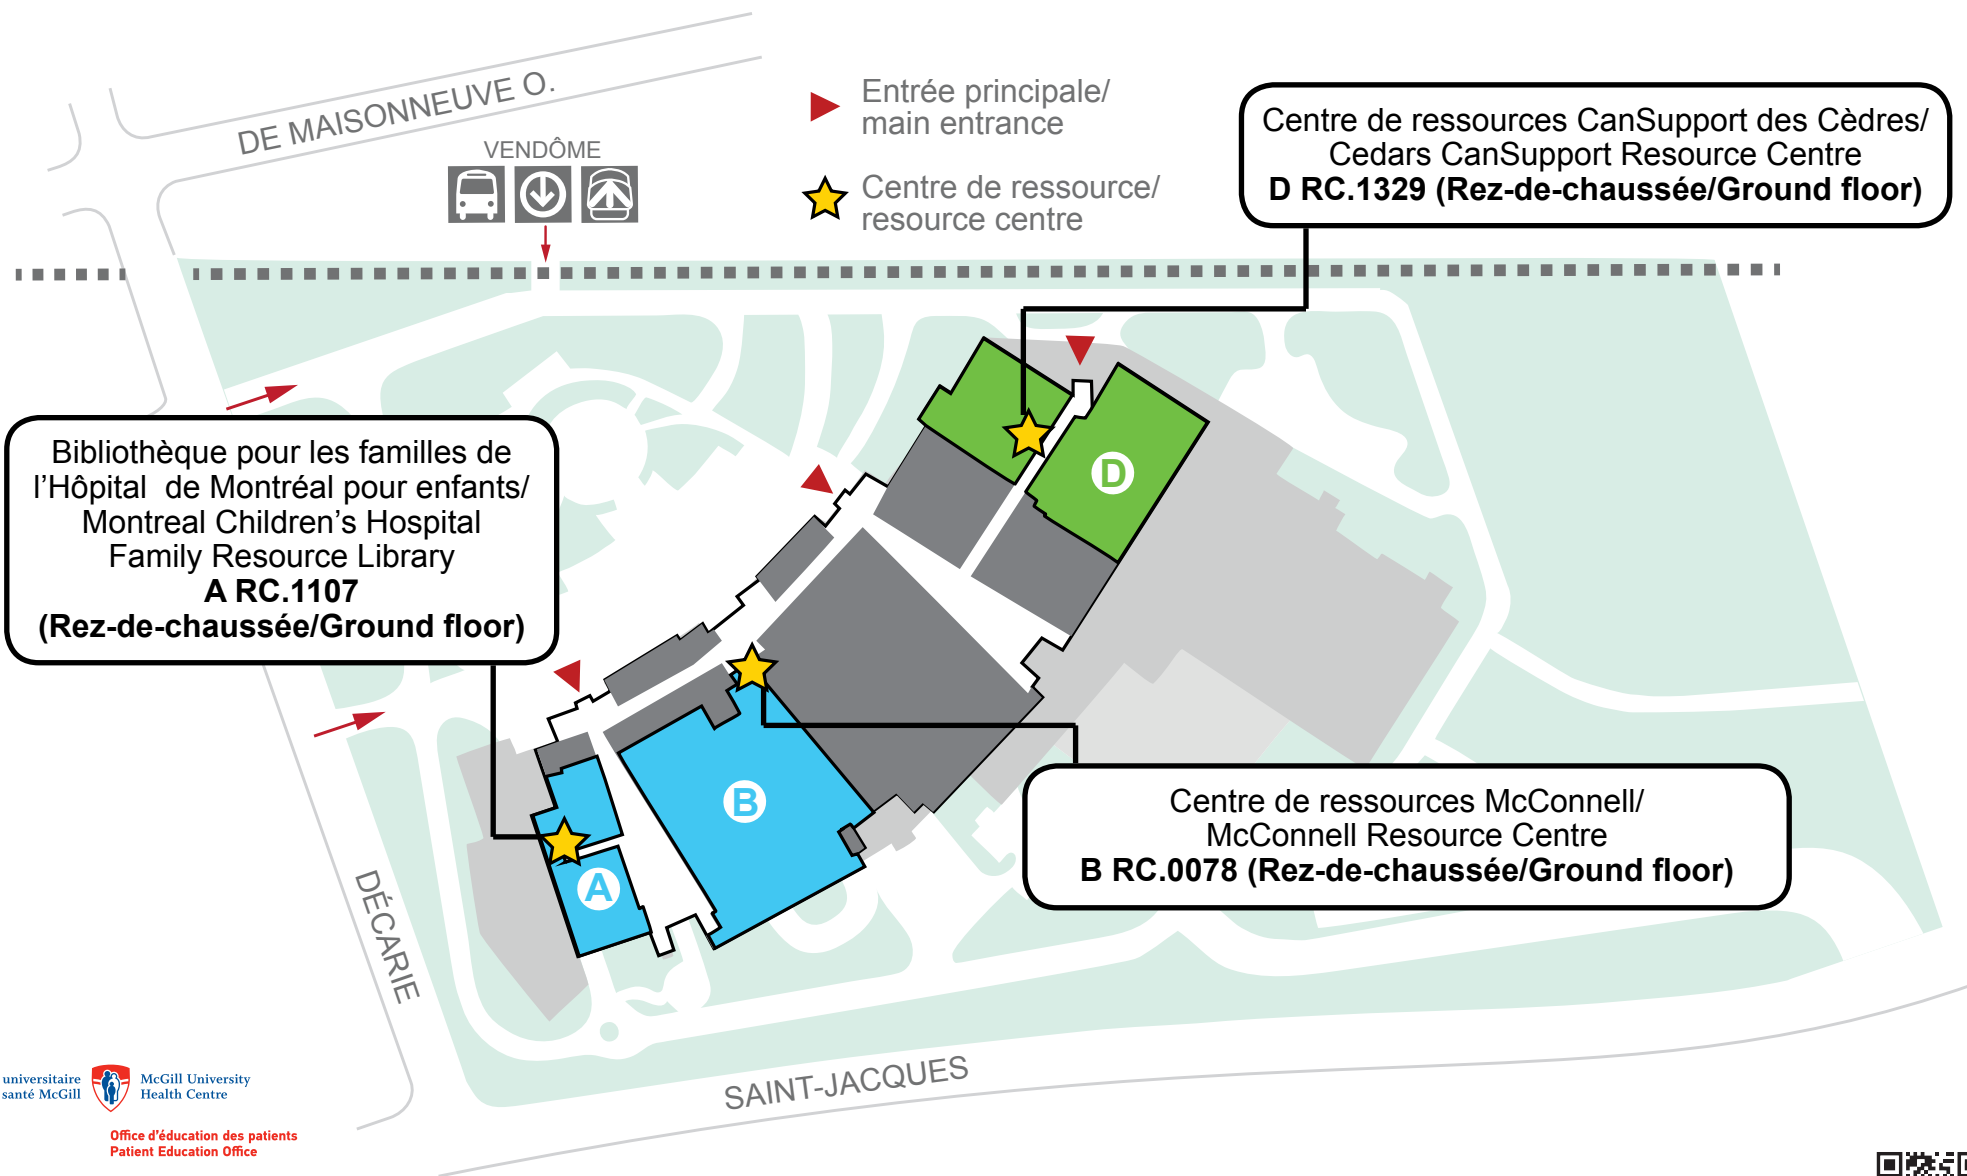 DE MAISONNEUVE O.
VENDÔME
Entrée principale/
main entrance
Centre de ressource/
resource centre
Centre de ressources CanSupport des Cèdres/
Cedars CanSupport Resource Centre
D RC.1329 (Rez-de-chaussée/Ground floor)
Bibliothèque pour les familles de
l'Hôpital de Montréal pour enfants/
Montreal Children's Hospital
Family Resource Library
A RC.1107
(Rez-de-chaussée/Ground floor)
D
B
A
Centre de ressources McConnell/
McConnell Resource Centre
B RC.0078 (Rez-de-chaussée/Ground floor)
DÉCARIE
SAINT-JACQUES
universitaire
santé McGill
McGill University
Health Centre
Office d'éducation des patients
Patient Education Office